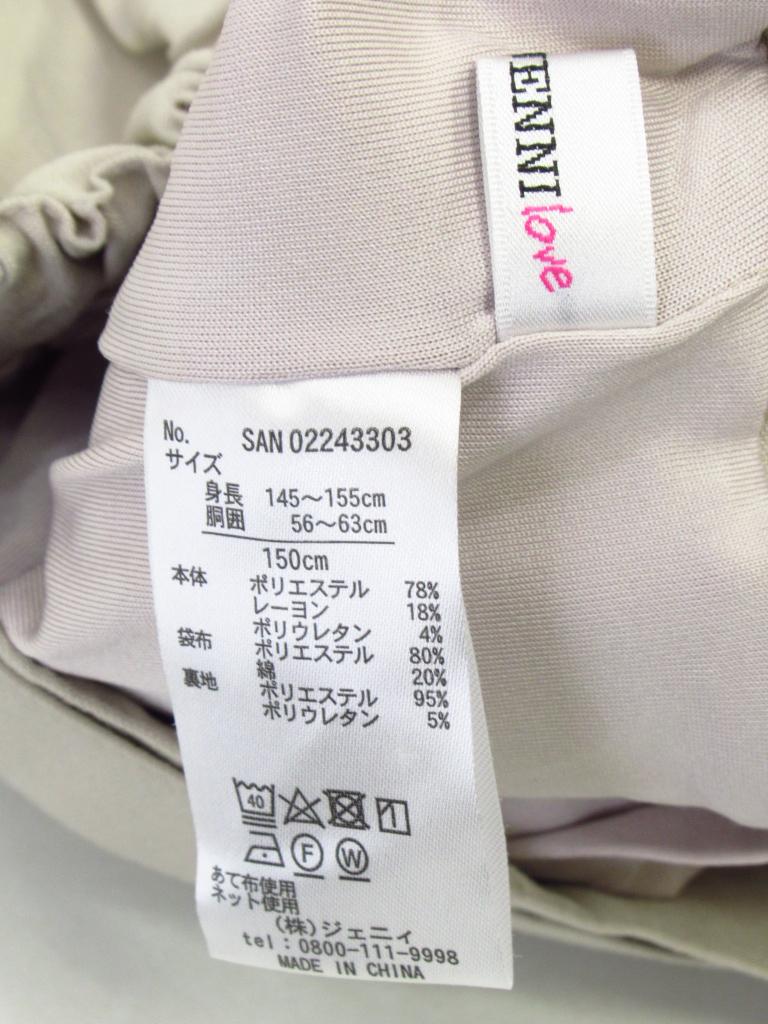 ENNI love
No. SAN 02243303
サイズ
身長 145～155cm
胴囲 56～63cm
150cm
本体 ポリエステル 78%
レーヨン 18%
ポリウレタン 4%
袋布 ポリエステル 80%
綿 20%
裏地 ポリエステル 95%
ポリウレタン 5%
40
F W
あて布使用
ネット使用
(株)ジェニィ
tel：0800-111-9998
MADE IN CHINA